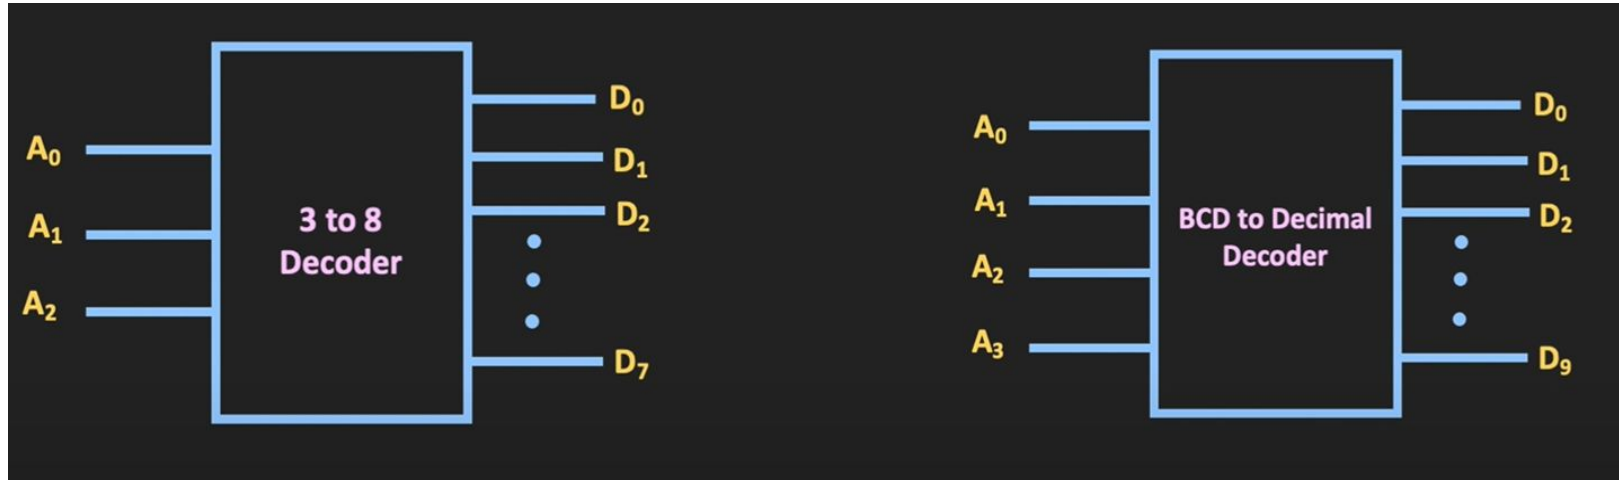 A0
A1
A2
3 to 8
Decoder
D0
D1
D2
D7
A0
A1
A2
A3
BCD to Decimal
Decoder
D0
D1
D2
D9